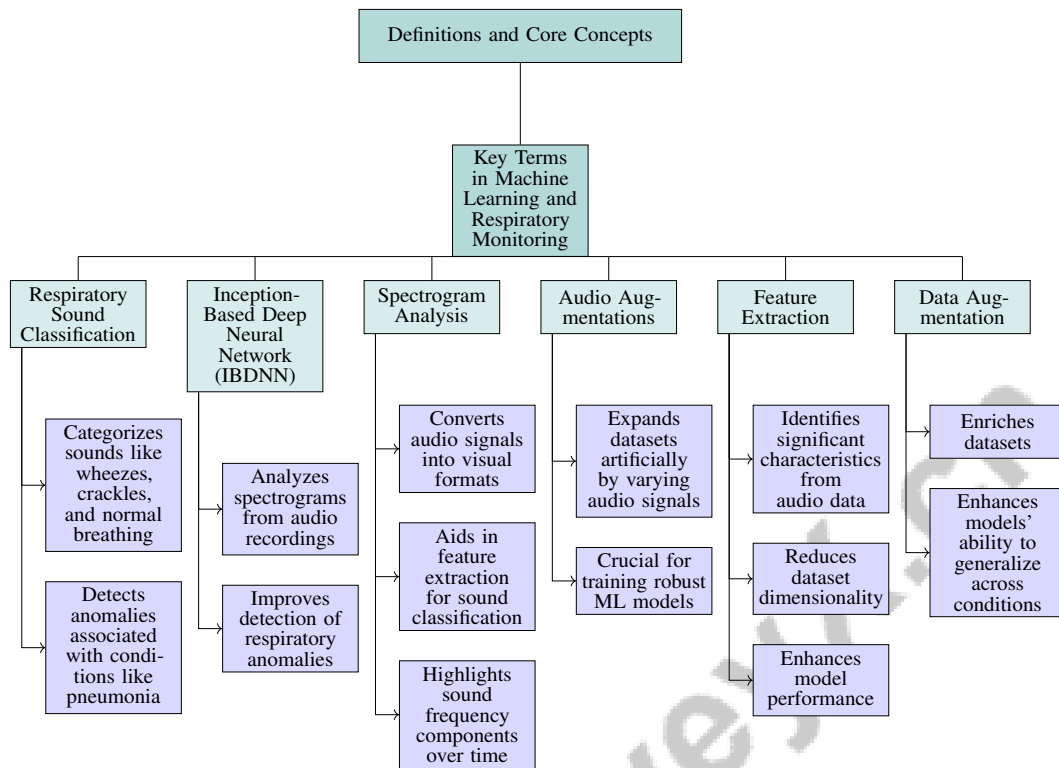 Definitions and Core Concepts
Key Terms
in Machine
Learning and
Respiratory
Monitoring
Respiratory
Sound
Classification
Categorizes
sounds like
wheezes,
crackles,
and normal
breathing
Detects
anomalies
associated
with condi-
tions like
pneumonia
Inception-
Based Deep
Neural
Network
(IBDNN)
Analyzes
spectrograms
from audio
recordings
Improves
detection of
respiratory
anomalies
Spectrogram
Analysis
Converts
audio signals
into visual
formats
Aids in
feature
extraction
for sound
classification
Highlights
sound
frequency
components
over time
Audio Aug-
mentations
Expands
datasets
artificially
by varying
audio signals
Crucial for
training robust
ML models
Feature
Extraction
Identifies
significant
characteristics
from
audio data
Reduces
dataset
dimensionality
Enhances
model
performance
Data Aug-
mentation
Enriches
datasets
Enhances
models'
ability to
generalize
across
conditions